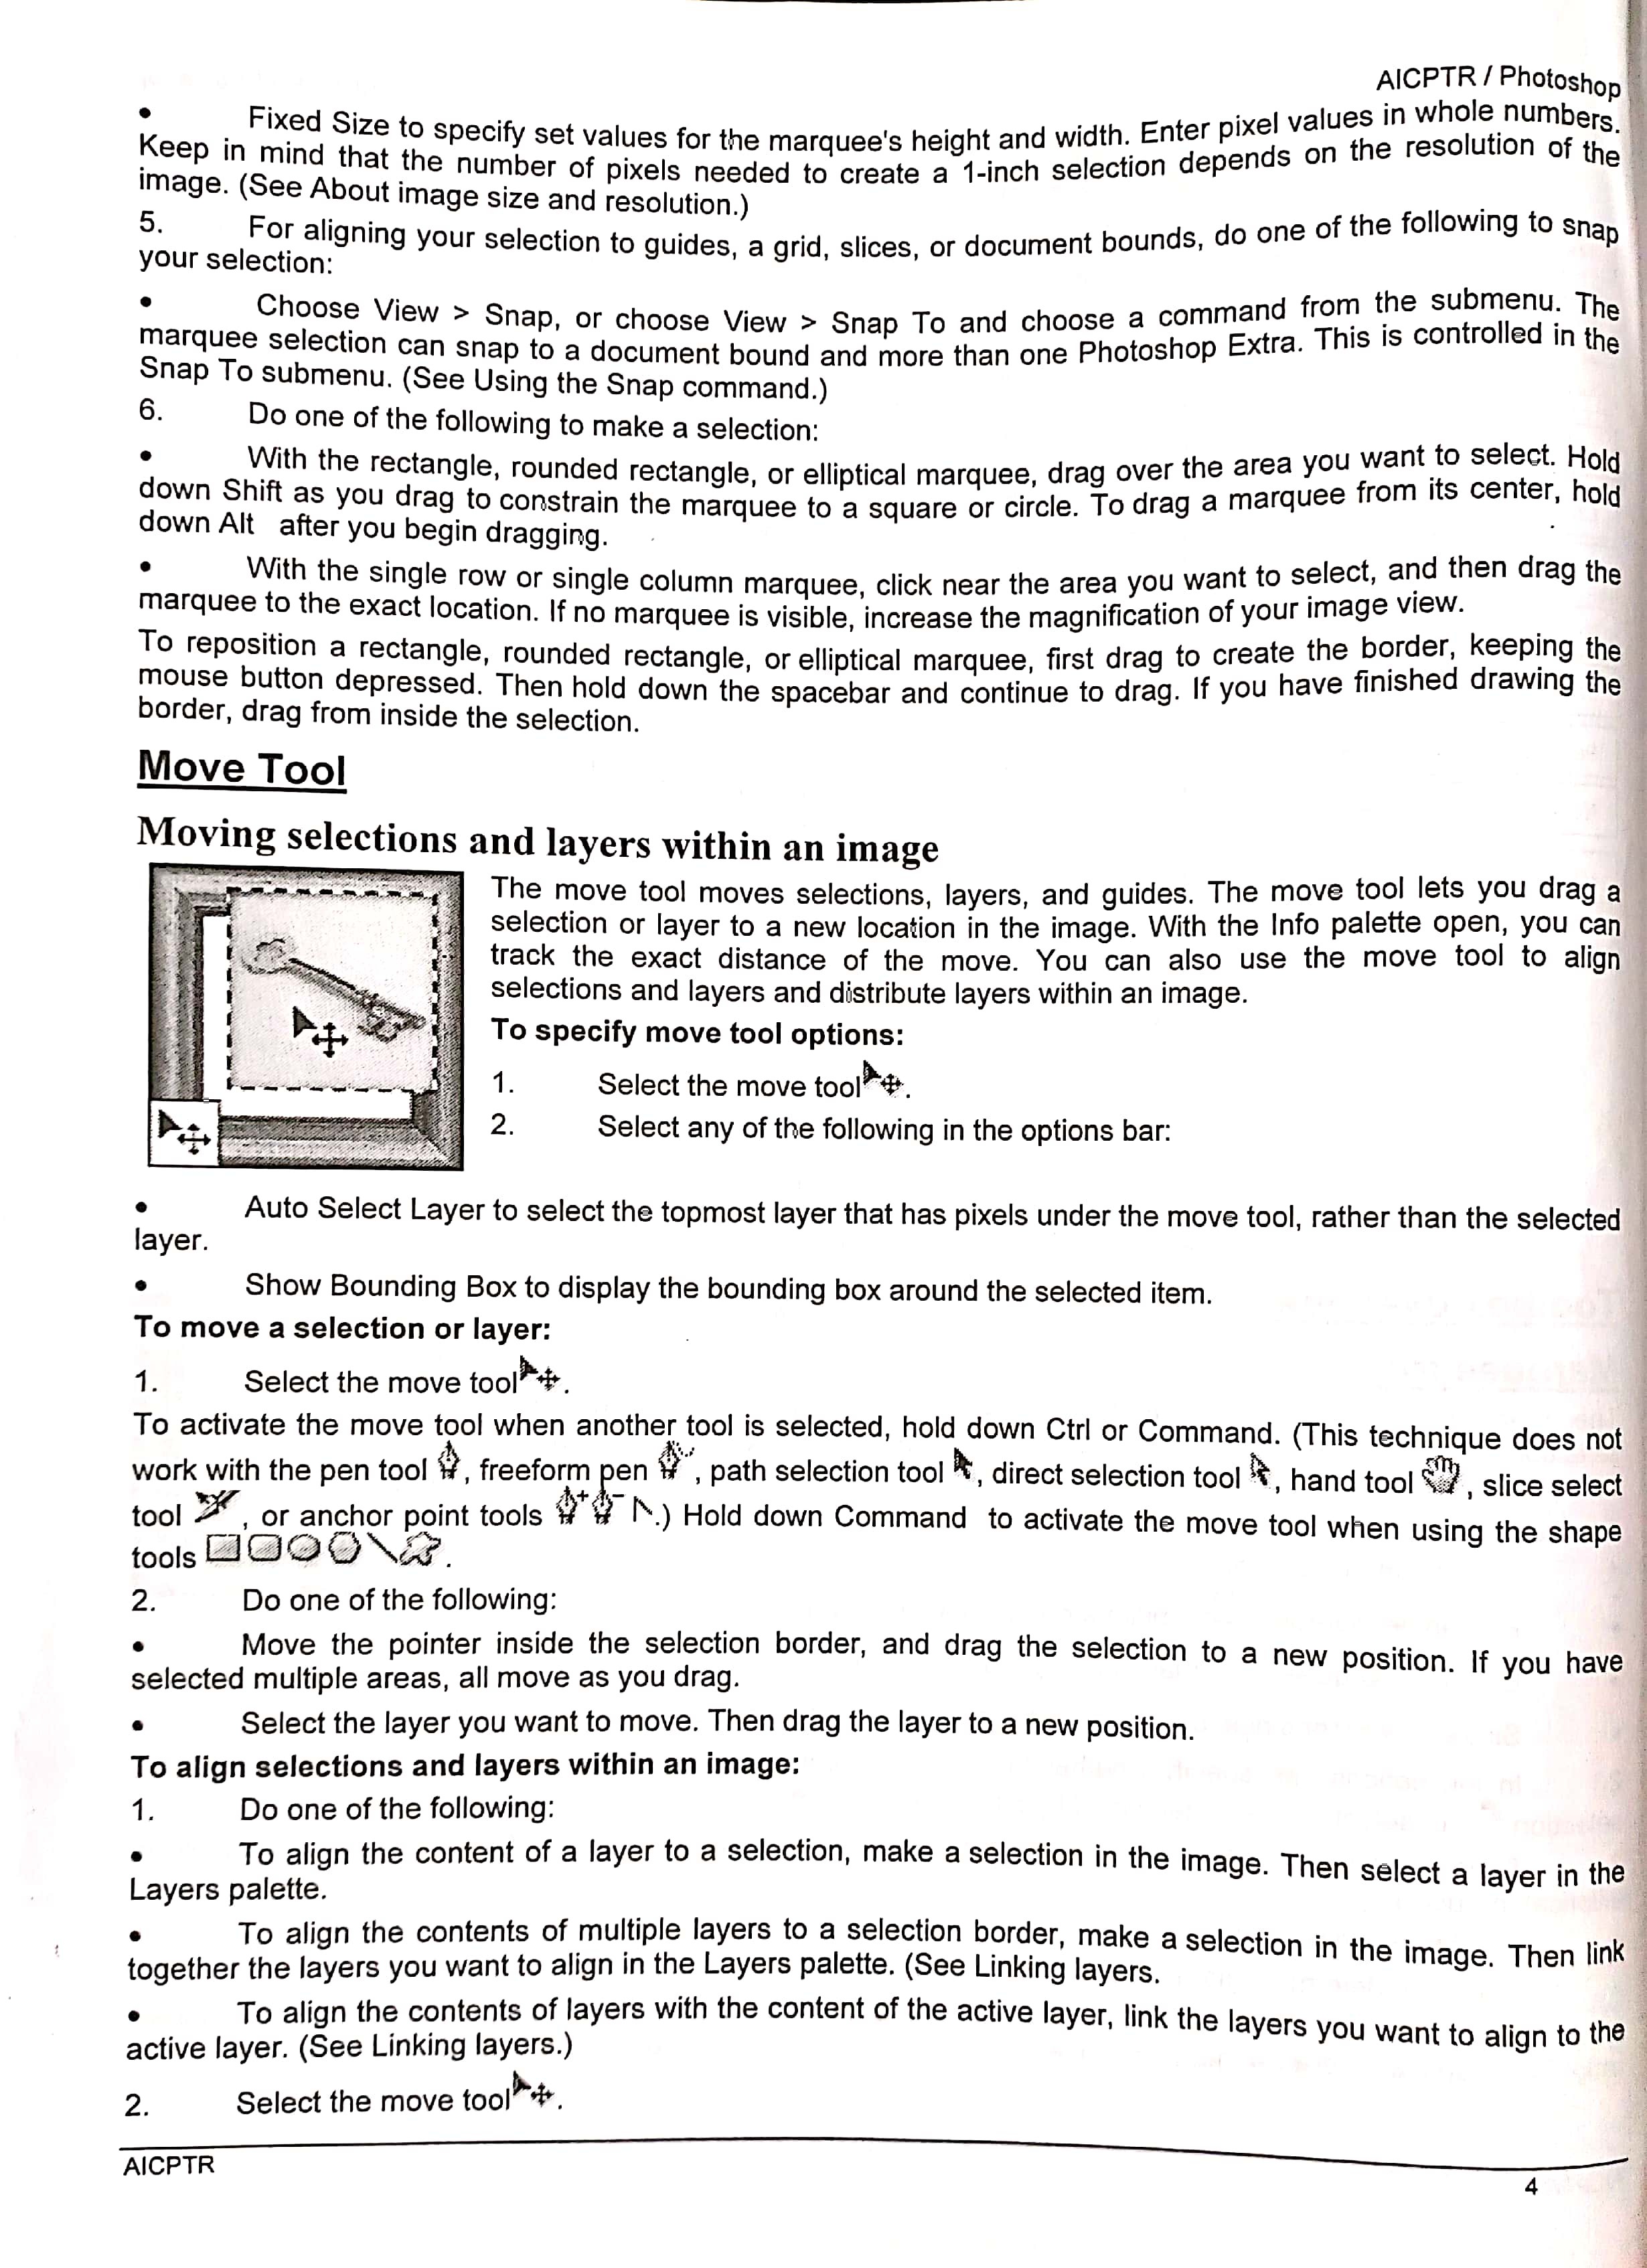 AICPTR / Photoshop
• Fixed Size to specify set values for the marquee's height and width. Enter pixel values in whole numbers.
Keep in mind that the number of pixels needed to create a 1-inch selection depends on the resolution of the
image. (See About image size and resolution.)
5. For aligning your selection to guides, a grid, slices, or document bounds, do one of the following to snap
your selection:
• Choose View > Snap, or choose View > Snap To and choose a command from the submenu. The
marquee selection can snap to a document bound and more than one Photoshop Extra. This is controlled in the
Snap To submenu. (See Using the Snap command.)
6. Do one of the following to make a selection:
• With the rectangle, rounded rectangle, or elliptical marquee, drag over the area you want to select. Hold
down Shift as you drag to constrain the marquee to a square or circle. To drag a marquee from its center, hold
down Alt after you begin dragging.
• With the single row or single column marquee, click near the area you want to select, and then drag the
marquee to the exact location. If no marquee is visible, increase the magnification of your image view.
To reposition a rectangle, rounded rectangle, or elliptical marquee, first drag to create the border, keeping the
mouse button depressed. Then hold down the spacebar and continue to drag. If you have finished drawing the
border, drag from inside the selection.
Move Tool
Moving selections and layers within an image
The move tool moves selections, layers, and guides. The move tool lets you drag a
selection or layer to a new location in the image. With the Info palette open, you can
track the exact distance of the move. You can also use the move tool to align
selections and layers and distribute layers within an image.
To specify move tool options:
1. Select the move tool.
2. Select any of the following in the options bar:
• Auto Select Layer to select the topmost layer that has pixels under the move tool, rather than the selected
layer.
• Show Bounding Box to display the bounding box around the selected item.
To move a selection or layer:
1. Select the move tool.
To activate the move tool when another tool is selected, hold down Ctrl or Command. (This technique does not
work with the pen tool, freeform pen, path selection tool, direct selection tool, hand tool, slice select
tool, or anchor point tools.) Hold down Command to activate the move tool when using the shape
tools.
2. Do one of the following:
• Move the pointer inside the selection border, and drag the selection to a new position. If you have
selected multiple areas, all move as you drag.
• Select the layer you want to move. Then drag the layer to a new position.
To align selections and layers within an image:
1. Do one of the following:
• To align the content of a layer to a selection, make a selection in the image. Then select a layer in the
Layers palette.
• To align the contents of multiple layers to a selection border, make a selection in the image. Then link
together the layers you want to align in the Layers palette. (See Linking layers.
• To align the contents of layers with the content of the active layer, link the layers you want to align to the
active layer. (See Linking layers.)
2. Select the move tool.
AICPTR
4